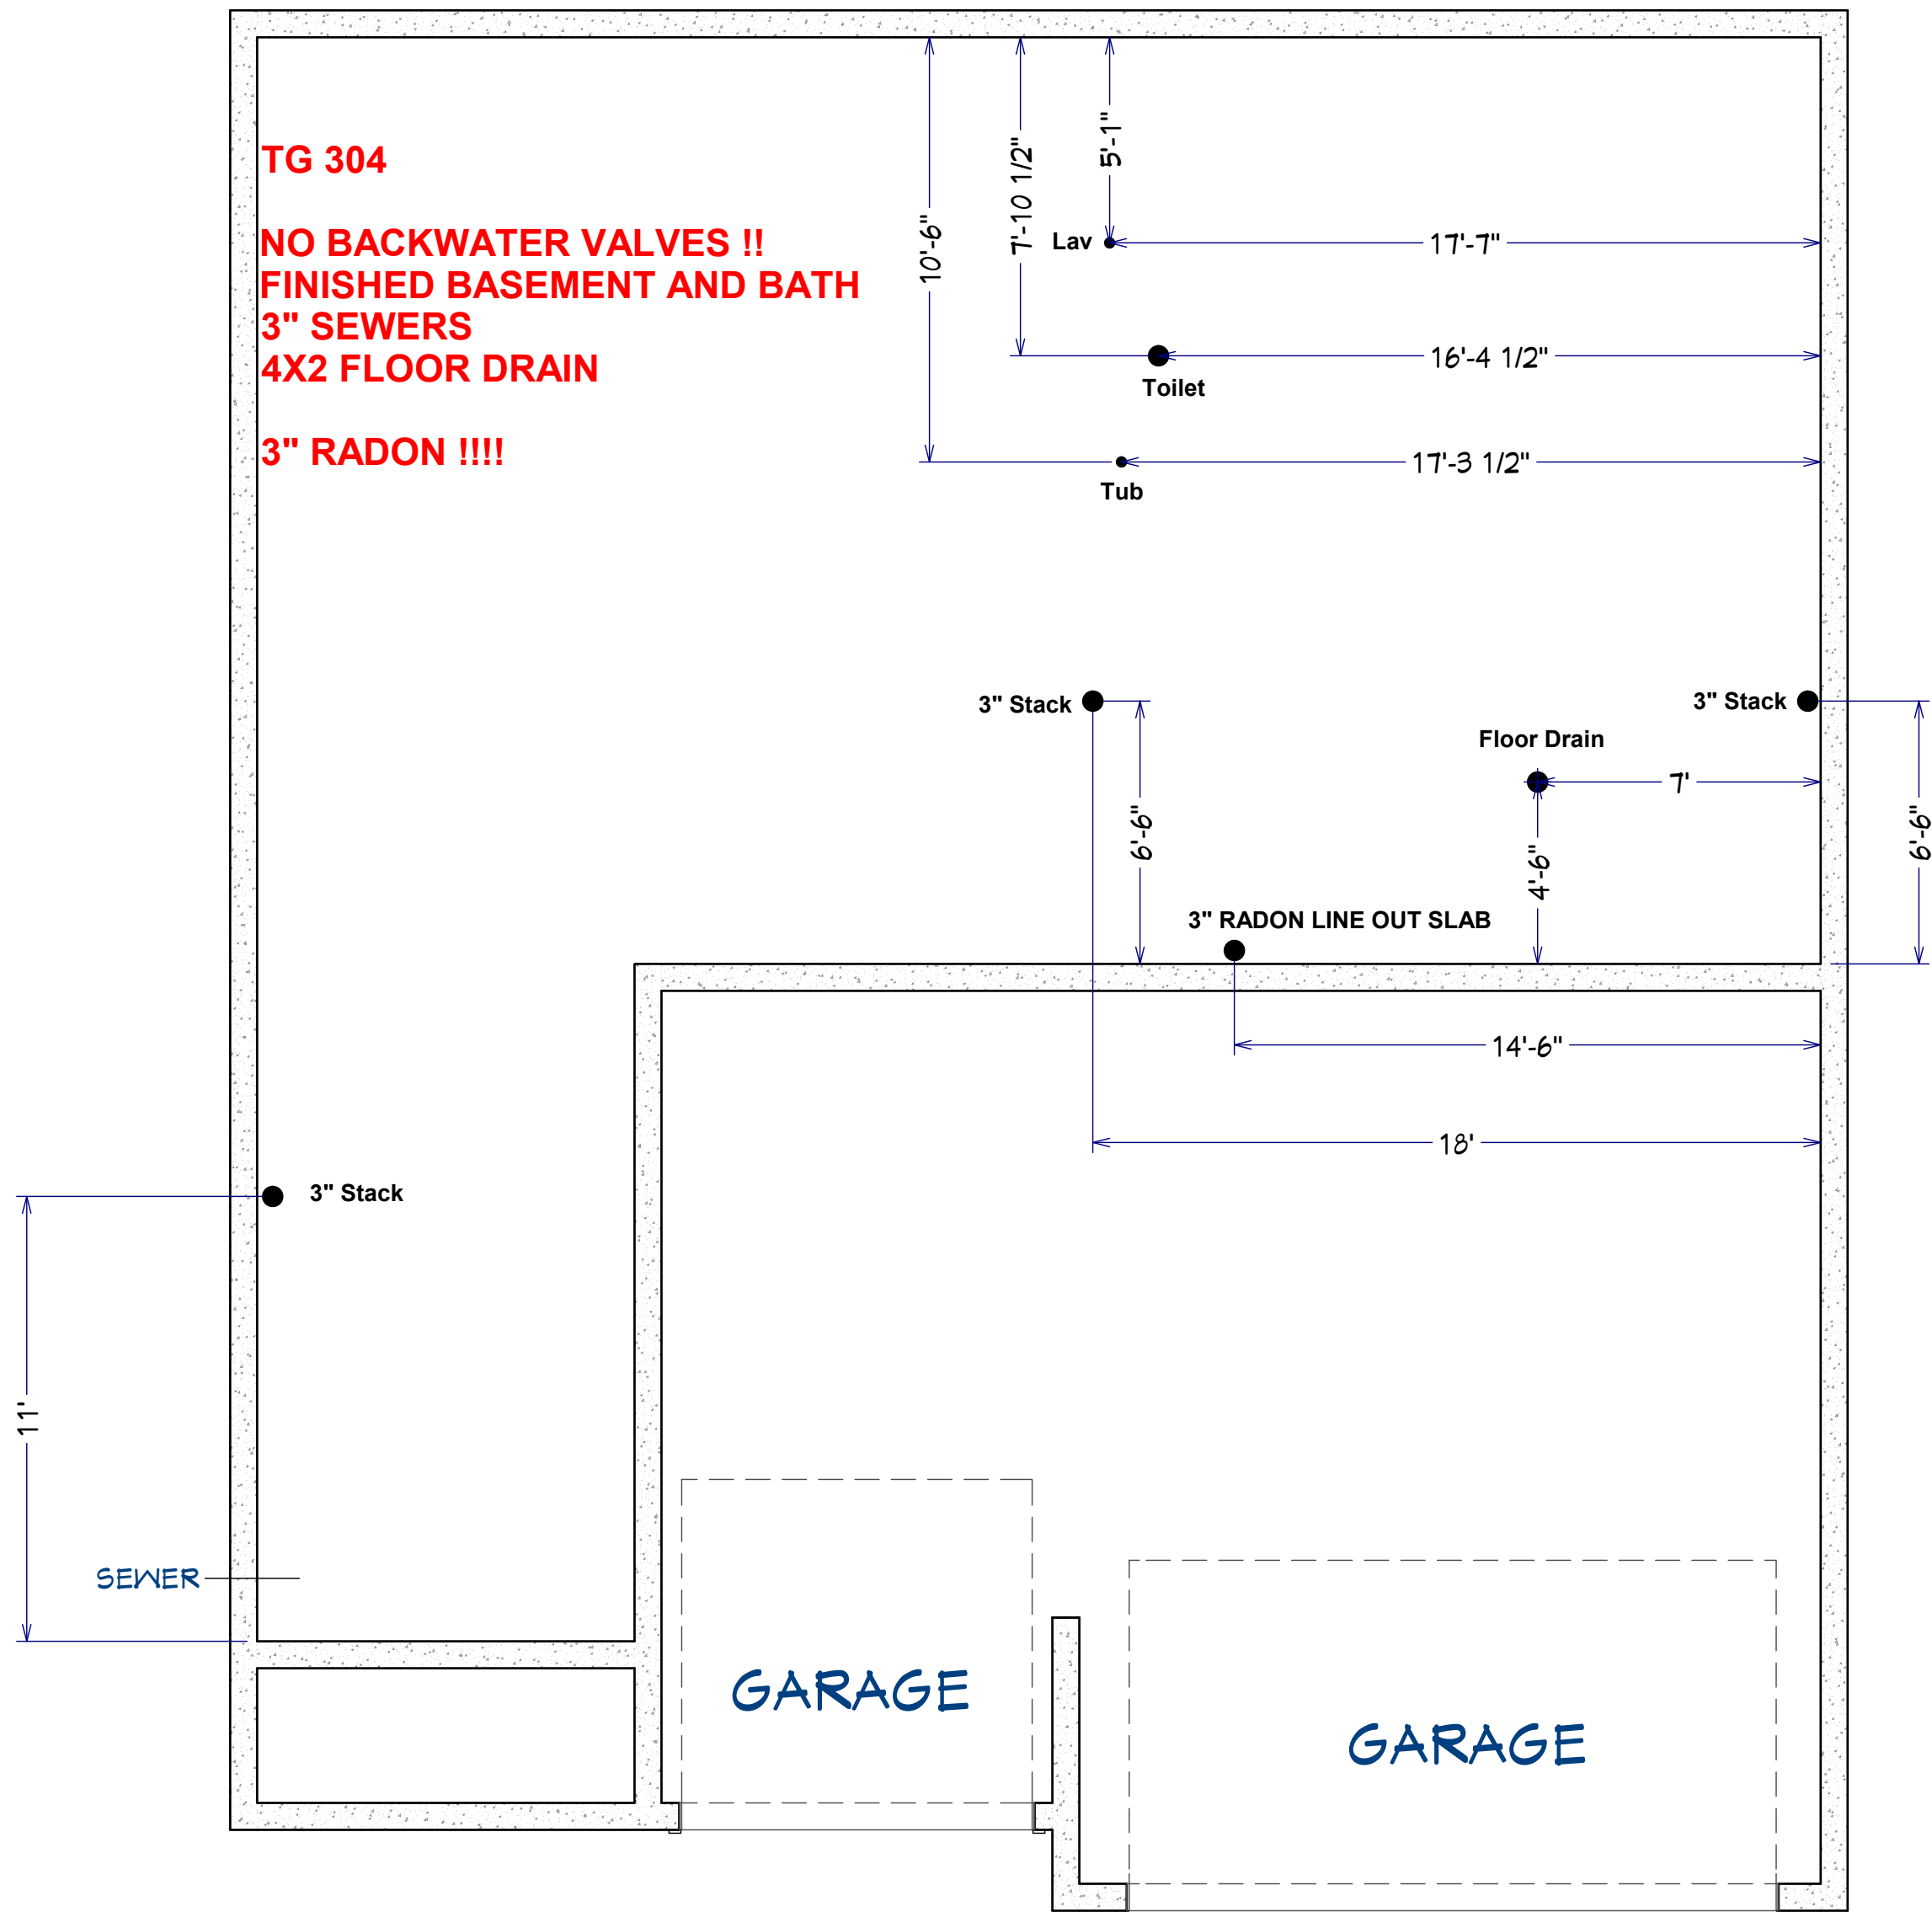 TG 304
NO BACKWATER VALVES !!
FINISHED BASEMENT AND BATH
3" SEWERS
4X2 FLOOR DRAIN
3" RADON !!!!
10'-6"
7'-10 1/2"
5'-1"
Lav
17'-7"
16'-4 1/2"
Toilet
17'-3 1/2"
Tub
3" Stack
3" Stack
Floor Drain
7'
6'-6"
4'-6"
6'-6"
3" RADON LINE OUT SLAB
14'-6"
18'
3" Stack
11'
SEWER
GARAGE
GARAGE